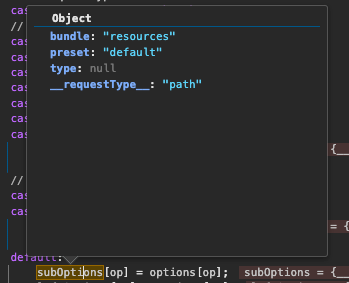 Object
bundle: "resources"
preset: "default"
type: null
__requestType__: "path"
cas
//
cas
cas
cas
cas
cas
cas
cas
{__
//
cas
cas
= {
default:
subOptions[op] = options[op]; subOptions = {__